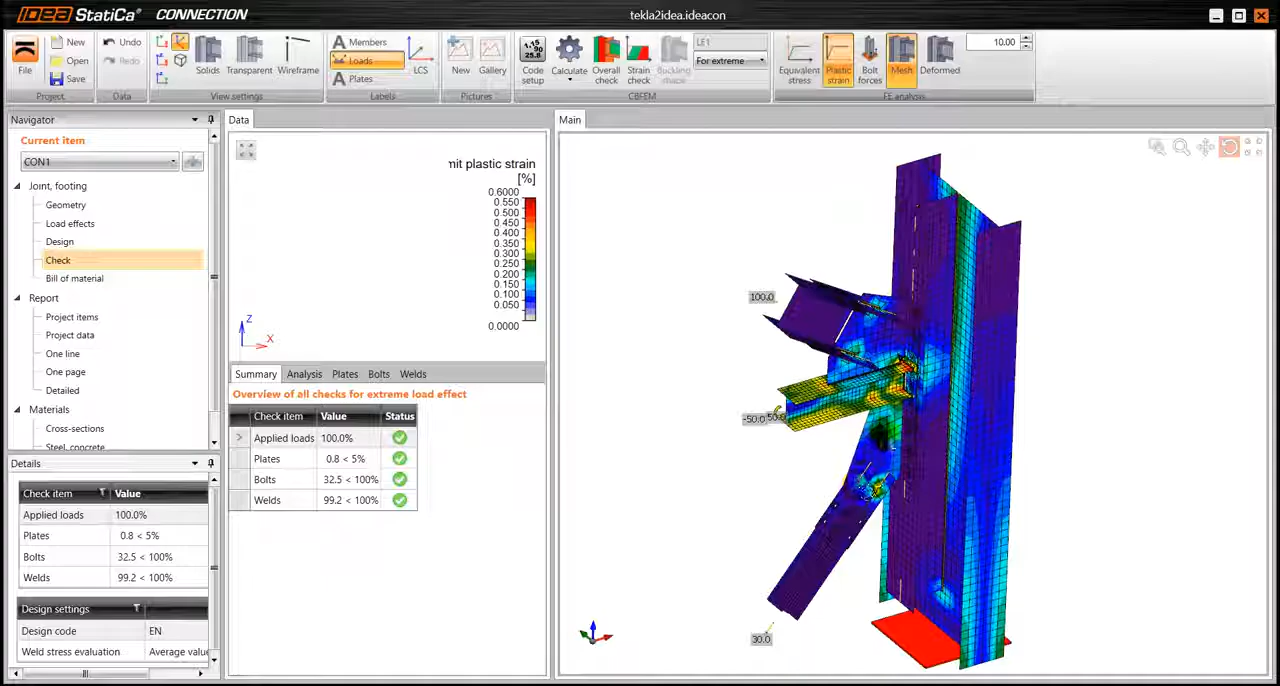 IDEA StatiCa® CONNECTION
tekla2idea.ideacon
File
New
Open
Save
Project
Undo
Redo
Data
Solids
Transparent
Wireframe
View settings
Members
Loads
Plates
LCS
Labels
New
Gallery
Pictures
Code setup
Calculate
Overall check
Strain check
Buckling shape
LE1
For extreme
CBFEM
Equivalent stress
Plastic strain
Bolt forces
Mesh
Deformed
10.00
FE analysis
Navigator
Current item
CON1
Joint, footing
Geometry
Load effects
Design
Check
Bill of material
Report
Project items
Project data
One line
One page
Detailed
Materials
Cross-sections
Steel, concrete
Details
Check item Value
Applied loads 100.0%
Plates 0.8 < 5%
Bolts 32.5 < 100%
Welds 99.2 < 100%
Design settings
Design code EN
Weld stress evaluation Average value
Data
nit plastic strain
[%]
0.6000
0.550
0.500
0.450
0.400
0.350
0.300
0.250
0.200
0.150
0.100
0.050
0.0000
Z
X
Summary Analysis Plates Bolts Welds
Overview of all checks for extreme load effect
Check item Value Status
Applied loads 100.0%
Plates 0.8 < 5%
Bolts 32.5 < 100%
Welds 99.2 < 100%
Main
100.0
-50.0
30.0